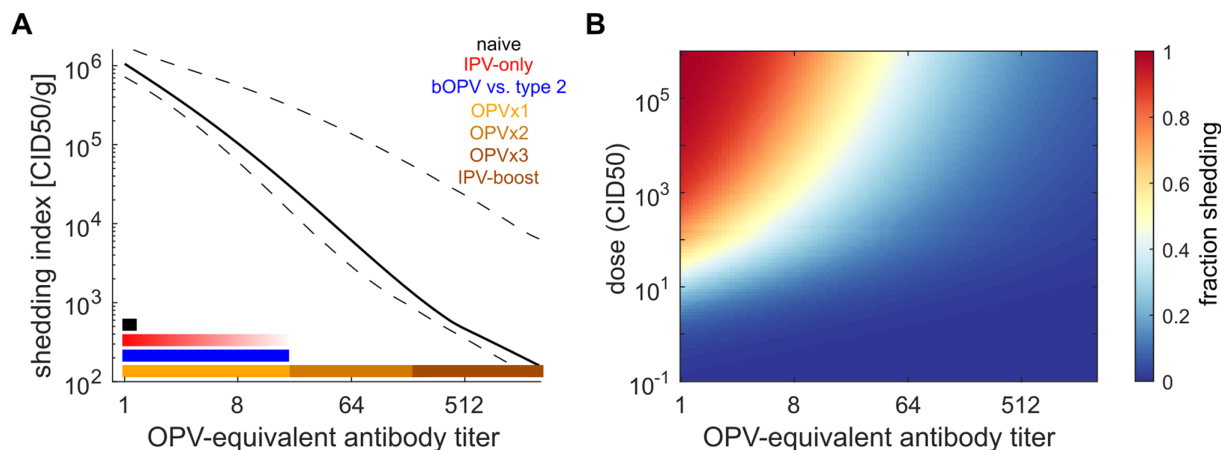 A
shedding index [CID50/g]
10^6
10^5
10^4
10^3
10^2
1
8
64
512
OPV-equivalent antibody titer
naive
IPV-only
bOPV vs. type 2
OPVx1
OPVx2
OPVx3
IPV-boost
B
dose (CID50)
10^5
10^3
10^1
10^-1
1
8
64
512
OPV-equivalent antibody titer
1
0.8
0.6
0.4
0.2
0
fraction shedding